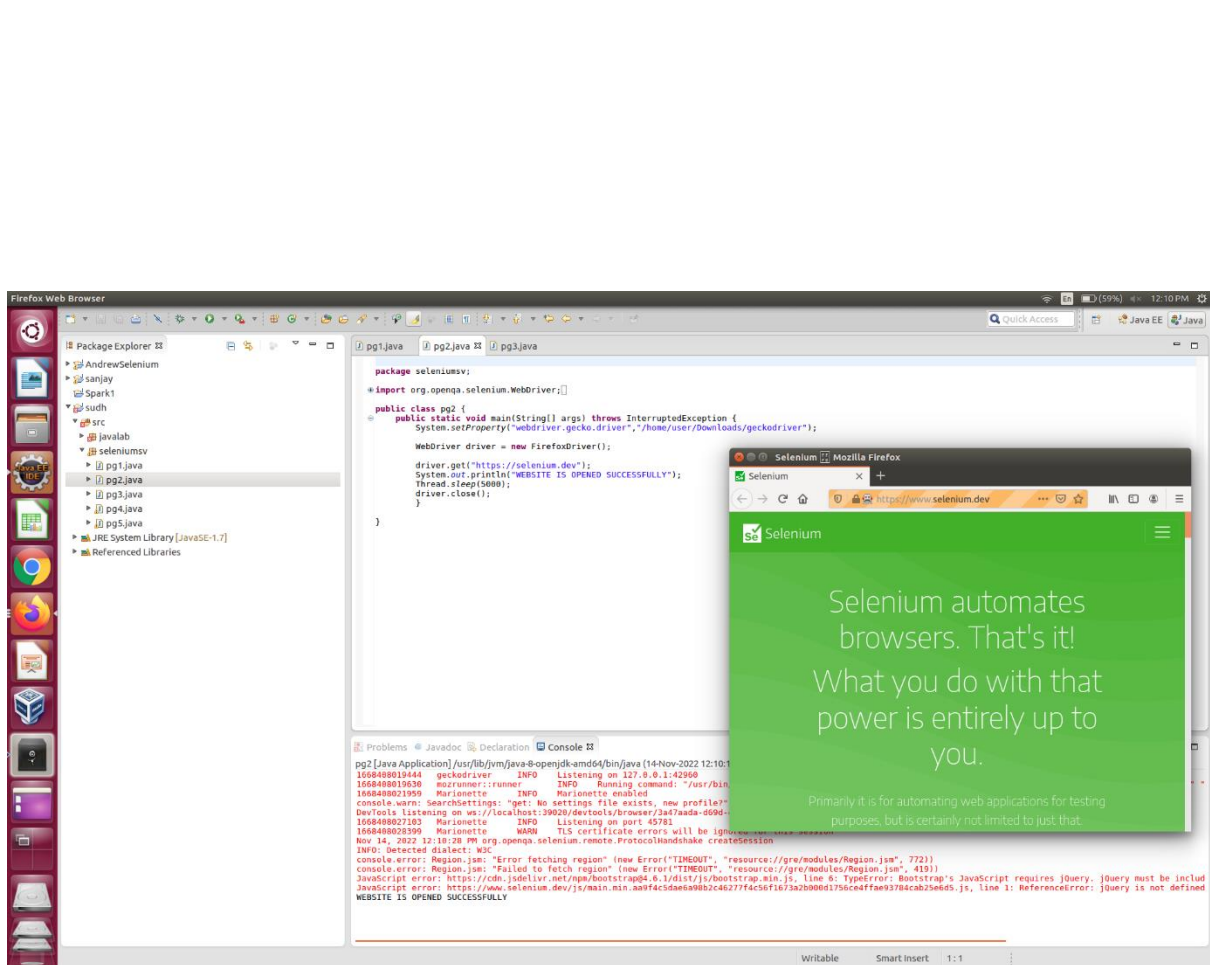 Firefox Web Browser
En (59%) 12:10 PM
Quick Access Java EE Java
Package Explorer
AndrewSelenium
sanjay
Spark1
sudh
src
javalab
seleniumsv
pg1.java
pg2.java
pg3.java
pg4.java
pg5.java
JRE System Library [JavaSE-1.7]
Referenced Libraries
Java EE
IDE
pg1.java pg2.java pg3.java
package seleniumsv;
import org.openqa.selenium.WebDriver;
public class pg2 {
public static void main(String[] args) throws InterruptedException {
System.setProperty("webdriver.gecko.driver","/home/user/Downloads/geckodriver");
WebDriver driver = new FirefoxDriver();
driver.get("https://selenium.dev");
System.out.println("WEBSITE IS OPENED SUCCESSFULLY");
Thread.sleep(5000);
driver.close();
}
}
Selenium Mozilla Firefox
Selenium
https://www.selenium.dev
Se Selenium
Selenium automates
browsers. That's it!
What you do with that
power is entirely up to
you.
Primarily it is for automating web applications for testing
purposes, but is certainly not limited to just that.
Problems Javadoc Declaration Console
pg2 [Java Application] /usr/lib/jvm/java-8-openjdk-amd64/bin/java (14-Nov-2022 12:10:1
1668408019444 geckodriver INFO Listening on 127.0.0.1:42960
1668408019630 mozrunner::runner INFO Running command: "/usr/bin
1668408021959 Marionette INFO Marionette enabled
console.warn: SearchSettings: "get: No settings file exists, new profile?"
DevTools listening on ws://localhost:39020/devtools/browser/3a47aada-d69d-
1668408027103 Marionette INFO Listening on port 45781
1668408028399 Marionette WARN TLS certificate errors will be ignored for this session
Nov 14, 2022 12:10:28 PM org.openqa.selenium.remote.ProtocolHandshake createSession
INFO: Detected dialect: W3C
console.error: Region.jsm: "Error fetching region" (new Error("TIMEOUT", "resource://gre/modules/Region.jsm", 772))
console.error: Region.jsm: "Failed to fetch region" (new Error("TIMEOUT", "resource://gre/modules/Region.jsm", 419))
JavaScript error: https://cdn.jsdelivr.net/npm/bootstrap@4.6.1/dist/js/bootstrap.min.js, line 6: TypeError: Bootstrap's JavaScript requires jQuery. jQuery must be includ
JavaScript error: line 1: ReferenceError: jQuery is not defined
WEBSITE IS OPENED SUCCESSFULLY
Writable Smart Insert 1 : 1